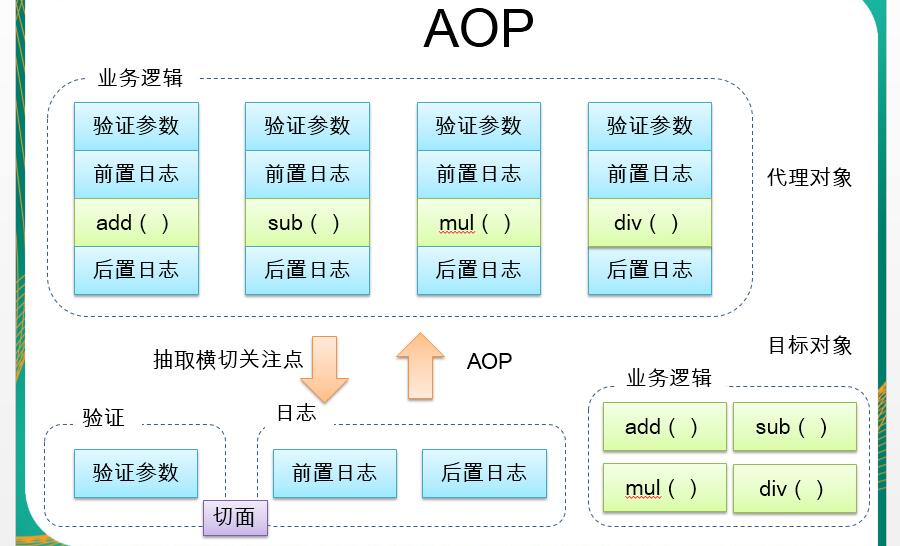 AOP
业务逻辑
验证参数 验证参数 验证参数 验证参数
前置日志 前置日志 前置日志 前置日志
代理对象
add（ ） sub（ ） mul（ ） div（ ）
后置日志 后置日志 后置日志 后置日志
抽取横切关注点 AOP
目标对象
业务逻辑
验证 日志
add（ ） sub（ ）
验证参数 前置日志 后置日志
mul（ ） div（ ）
切面